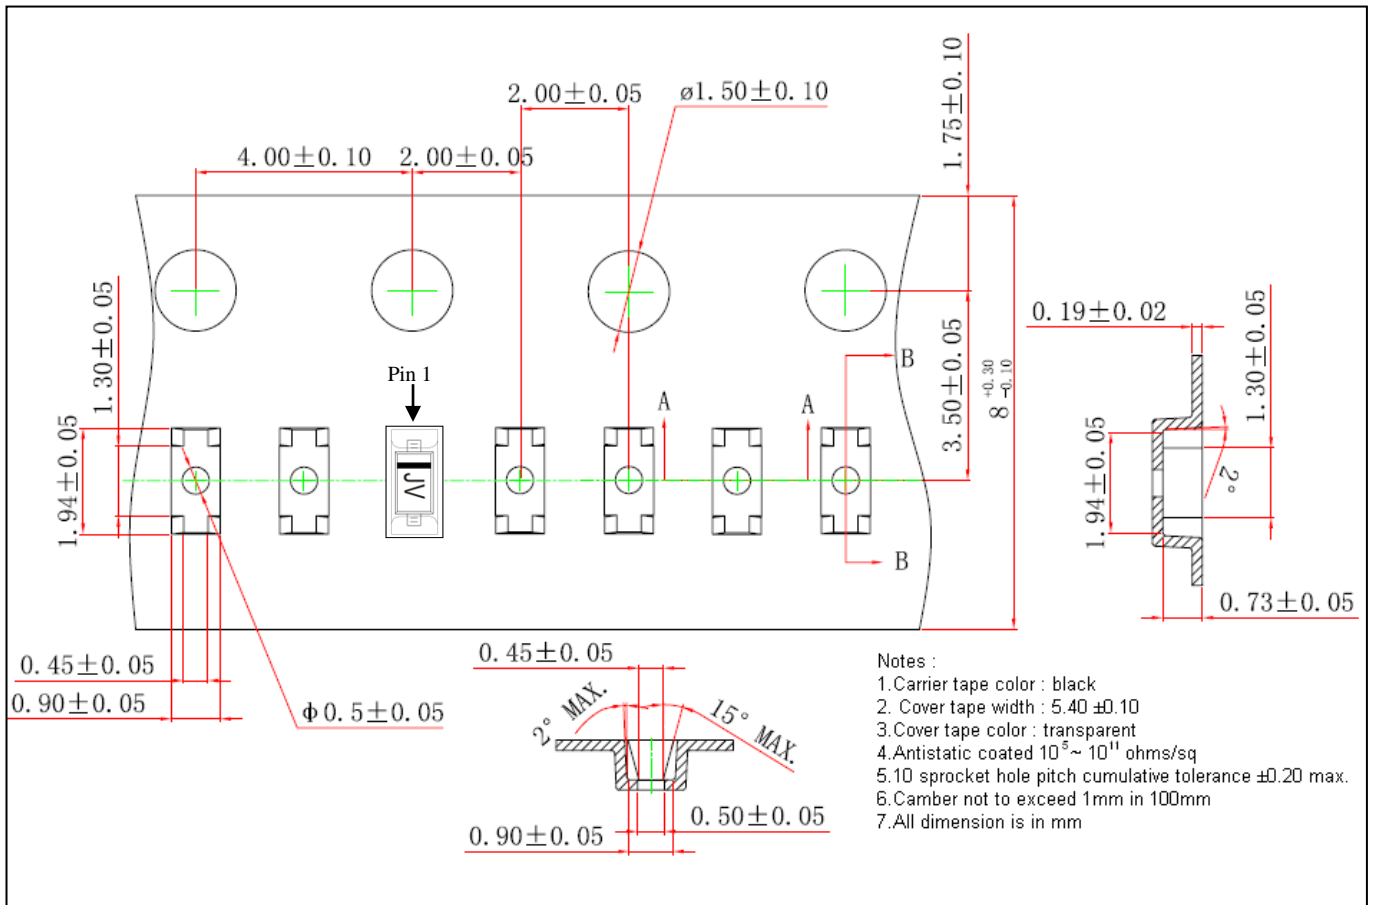 2.00±0.05
ø1.50±0.10
1.75±0.10
4.00±0.10
2.00±0.05
1.30±0.05
Pin 1
JV
A
A
B
B
3.50±0.05
8 +0.30 -0.10
0.19±0.02
1.30±0.05
1.94±0.05
1.94±0.05
2°
0.73±0.05
0.45±0.05
0.90±0.05
ф0.5±0.05
0.45±0.05
2° MAX.
15° MAX.
0.50±0.05
0.90±0.05
Notes :
1.Carrier tape color : black
2. Cover tape width : 5.40 ±0.10
3.Cover tape color : transparent
4.Antistatic coated 10⁵~ 10¹¹ ohms/sq
5.10 sprocket hole pitch cumulative tolerance ±0.20 max.
6.Camber not to exceed 1mm in 100mm
7.All dimension is in mm